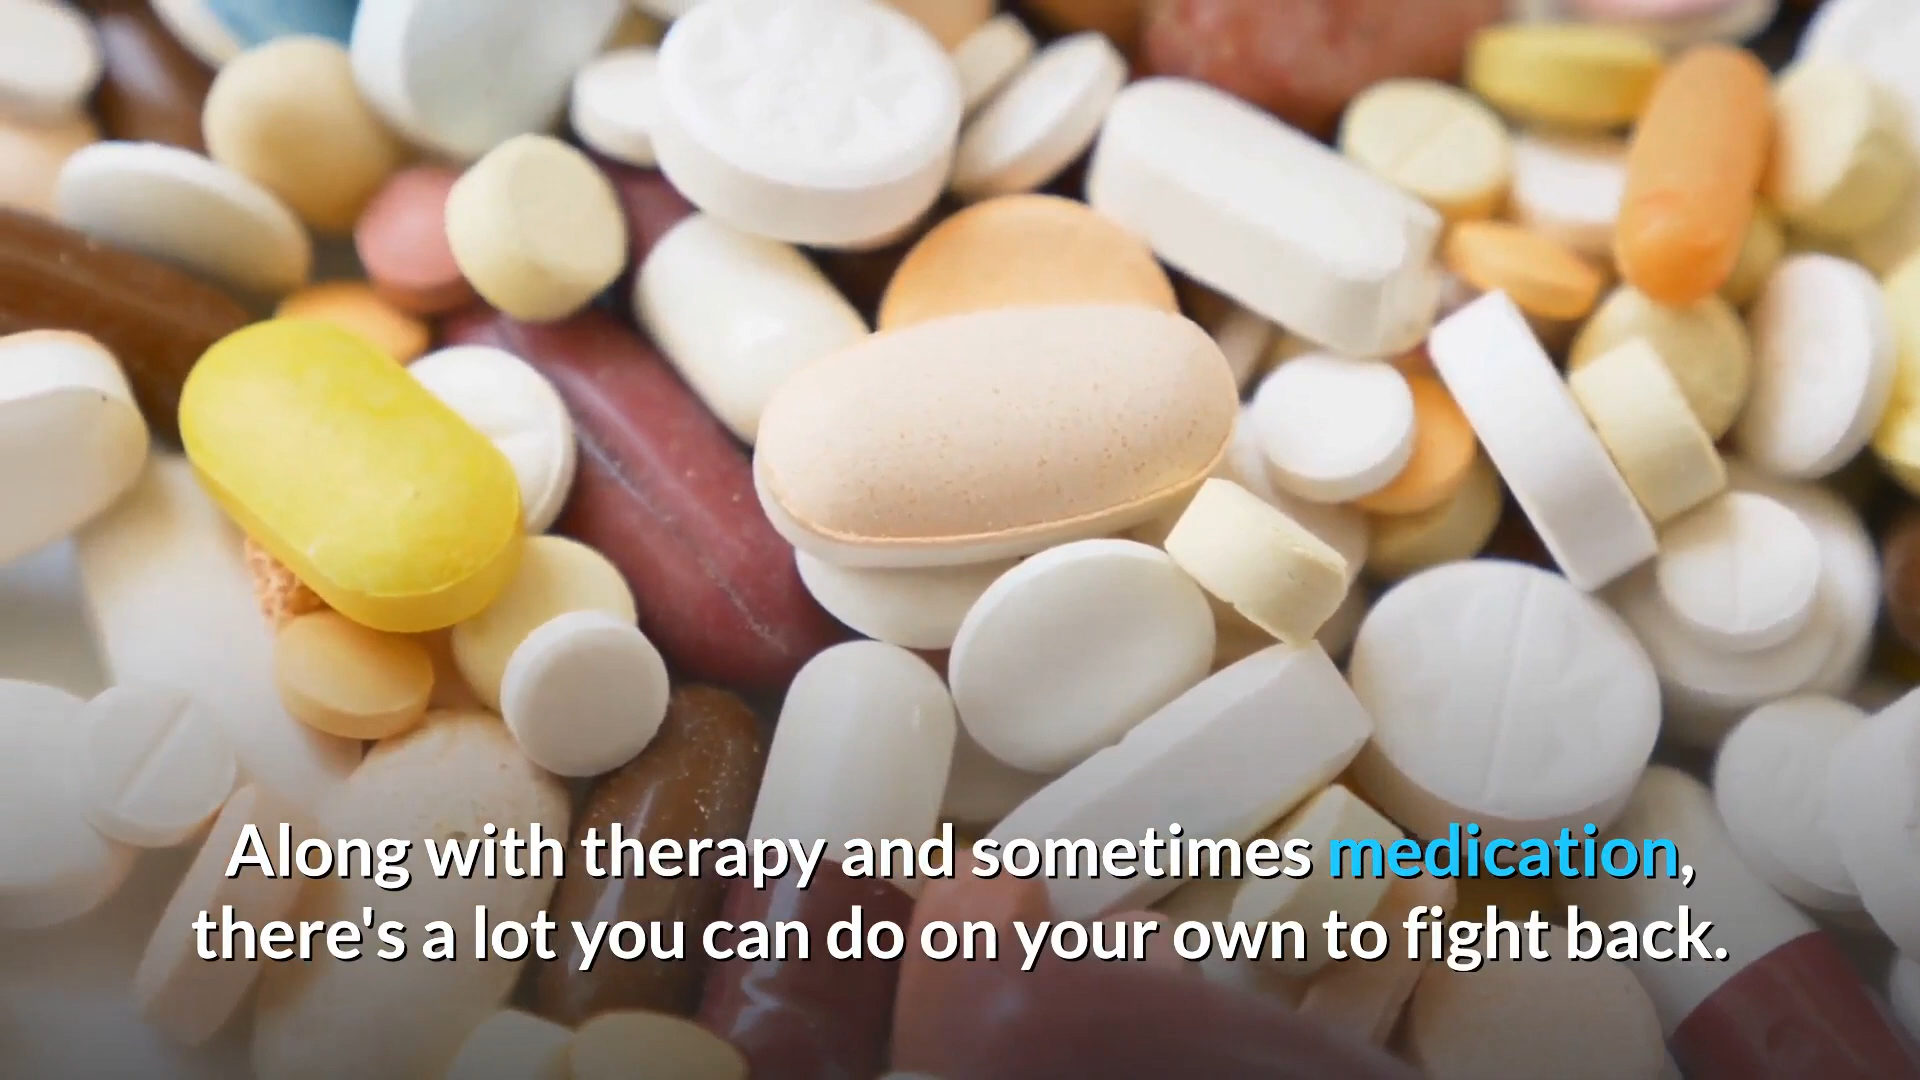 Along with therapy and sometimes medication,
there's a lot you can do on your own to fight back.